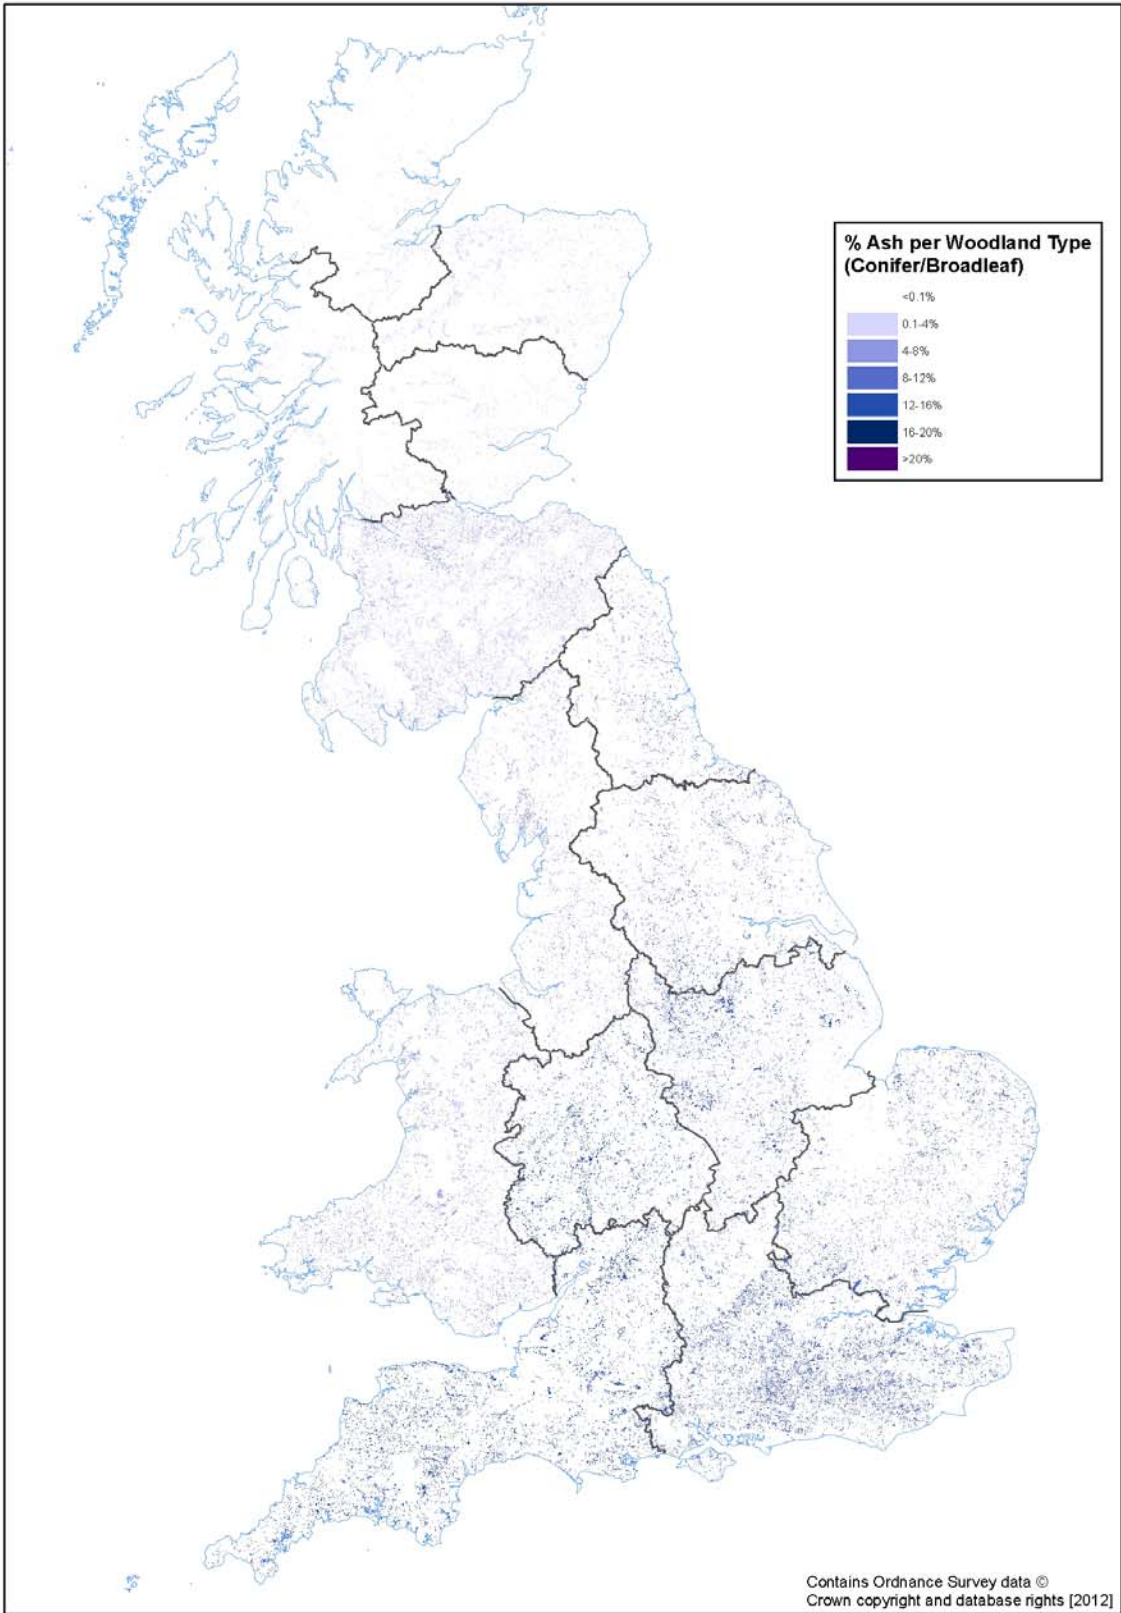 % Ash per Woodland Type
(Conifer/Broadleaf)
<0.1%
0.1-4%
4-8%
8-12%
12-16%
16-20%
>20%
Contains Ordnance Survey data ©
Crown copyright and database rights [2012]